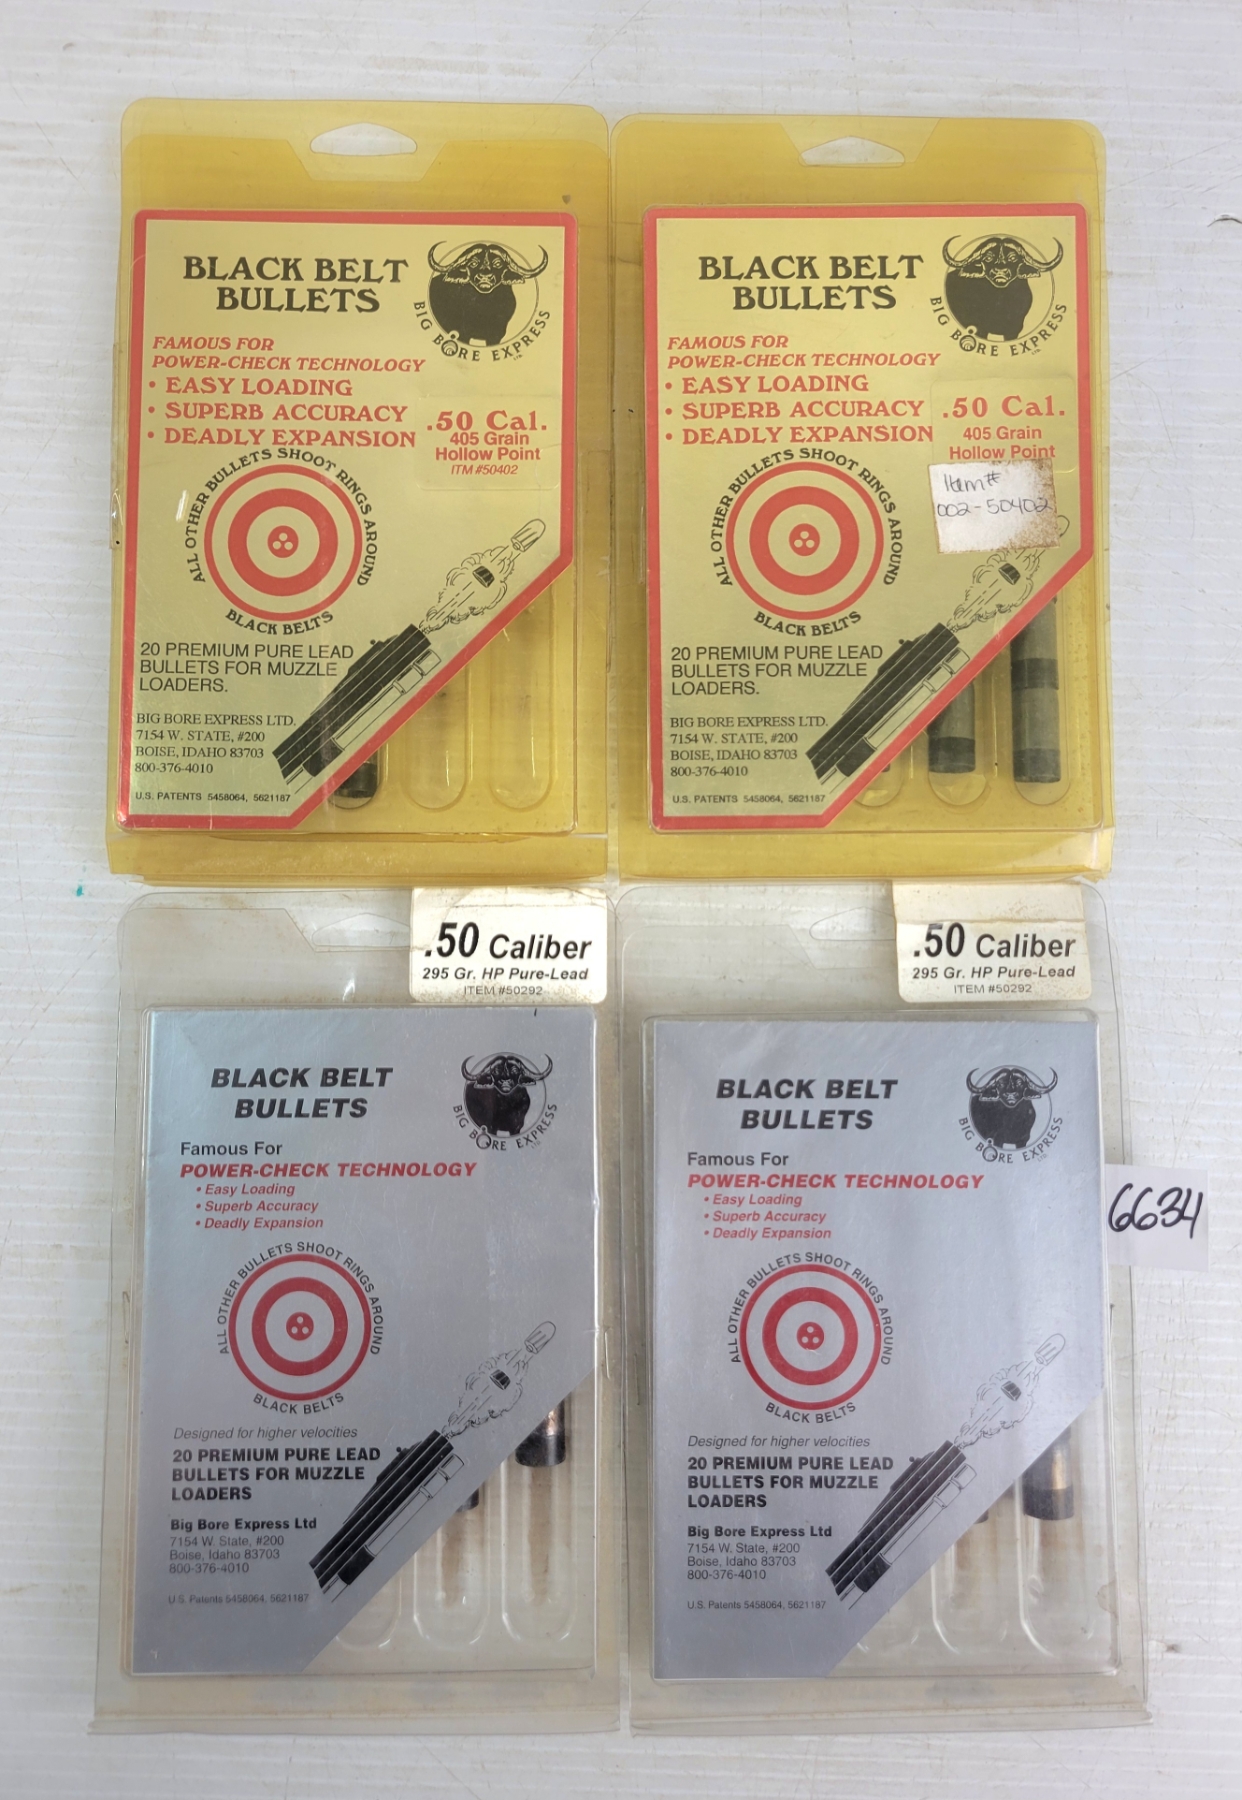 BLACK BELT
BULLETS
BIG BORE EXPRESS LTD.
FAMOUS FOR
POWER-CHECK TECHNOLOGY
• EASY LOADING
• SUPERB ACCURACY
• DEADLY EXPANSION
.50 Cal.
405 Grain
Hollow Point
ITM #50402
ALL OTHER BULLETS SHOOT RINGS AROUND
BLACK BELTS
20 PREMIUM PURE LEAD
BULLETS FOR MUZZLE
LOADERS.
BIG BORE EXPRESS LTD.
7154 W. STATE, #200
BOISE, IDAHO 83703
800-376-4010
U.S. PATENTS 5458064, 5621187
BLACK BELT
BULLETS
BIG BORE EXPRESS LTD.
FAMOUS FOR
POWER-CHECK TECHNOLOGY
• EASY LOADING
• SUPERB ACCURACY
• DEADLY EXPANSION
.50 Cal.
405 Grain
Hollow Point
Item#
002-50402
ALL OTHER BULLETS SHOOT RINGS AROUND
BLACK BELTS
20 PREMIUM PURE LEAD
BULLETS FOR MUZZLE
LOADERS.
BIG BORE EXPRESS LTD.
7154 W. STATE, #200
BOISE, IDAHO 83703
800-376-4010
U.S. PATENTS 5458064, 5621187
.50 Caliber
295 Gr. HP Pure-Lead
ITEM #50292
BLACK BELT
BULLETS
BIG BORE EXPRESS LTD.
Famous For
POWER-CHECK TECHNOLOGY
• Easy Loading
• Superb Accuracy
• Deadly Expansion
ALL OTHER BULLETS SHOOT RINGS AROUND
BLACK BELTS
Designed for higher velocities
20 PREMIUM PURE LEAD
BULLETS FOR MUZZLE
LOADERS
Big Bore Express Ltd
7154 W. State, #200
Boise, Idaho 83703
800-376-4010
U.S. Patents 5458064, 5621187
.50 Caliber
295 Gr. HP Pure-Lead
ITEM #50292
BLACK BELT
BULLETS
BIG BORE EXPRESS LTD.
Famous For
POWER-CHECK TECHNOLOGY
• Easy Loading
• Superb Accuracy
• Deadly Expansion
ALL OTHER BULLETS SHOOT RINGS AROUND
BLACK BELTS
Designed for higher velocities
20 PREMIUM PURE LEAD
BULLETS FOR MUZZLE
LOADERS
Big Bore Express Ltd
7154 W. State, #200
Boise, Idaho 83703
800-376-4010
U.S. Patents 5458064, 5621187
6634